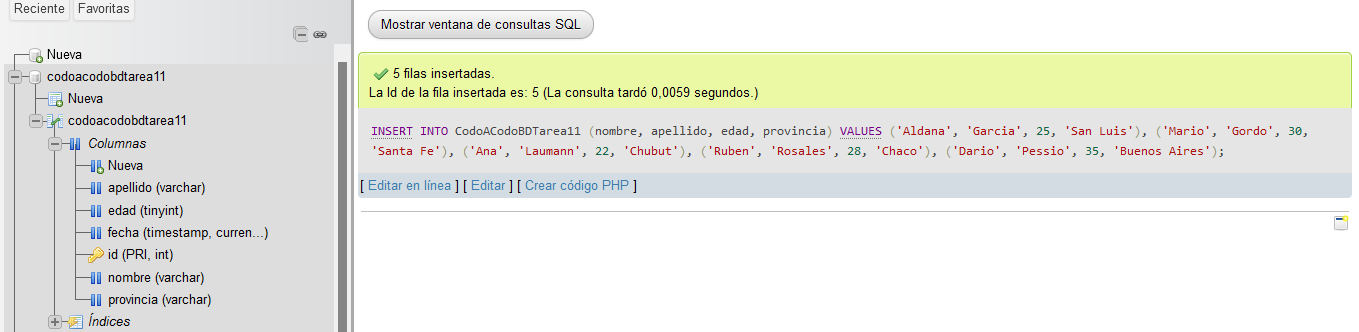 Reciente Favoritas
Nueva
codoacodobdtarea11
Nueva
codoacodobdtarea11
Columnas
Nueva
apellido (varchar)
edad (tinyint)
fecha (timestamp, curren...)
id (PRI, int)
nombre (varchar)
provincia (varchar)
Índices
Mostrar ventana de consultas SQL
5 filas insertadas.
La Id de la fila insertada es: 5 (La consulta tardó 0,0059 segundos.)
INSERT INTO CodoACodoBDTarea11 (nombre, apellido, edad, provincia) VALUES ('Aldana', 'Garcia', 25, 'San Luis'), ('Mario', 'Gordo', 30,
'Santa Fe'), ('Ana', 'Laumann', 22, 'Chubut'), ('Ruben', 'Rosales', 28, 'Chaco'), ('Dario', 'Pessio', 35, 'Buenos Aires');
[ Editar en línea ] [ Editar ] [ Crear código PHP ]